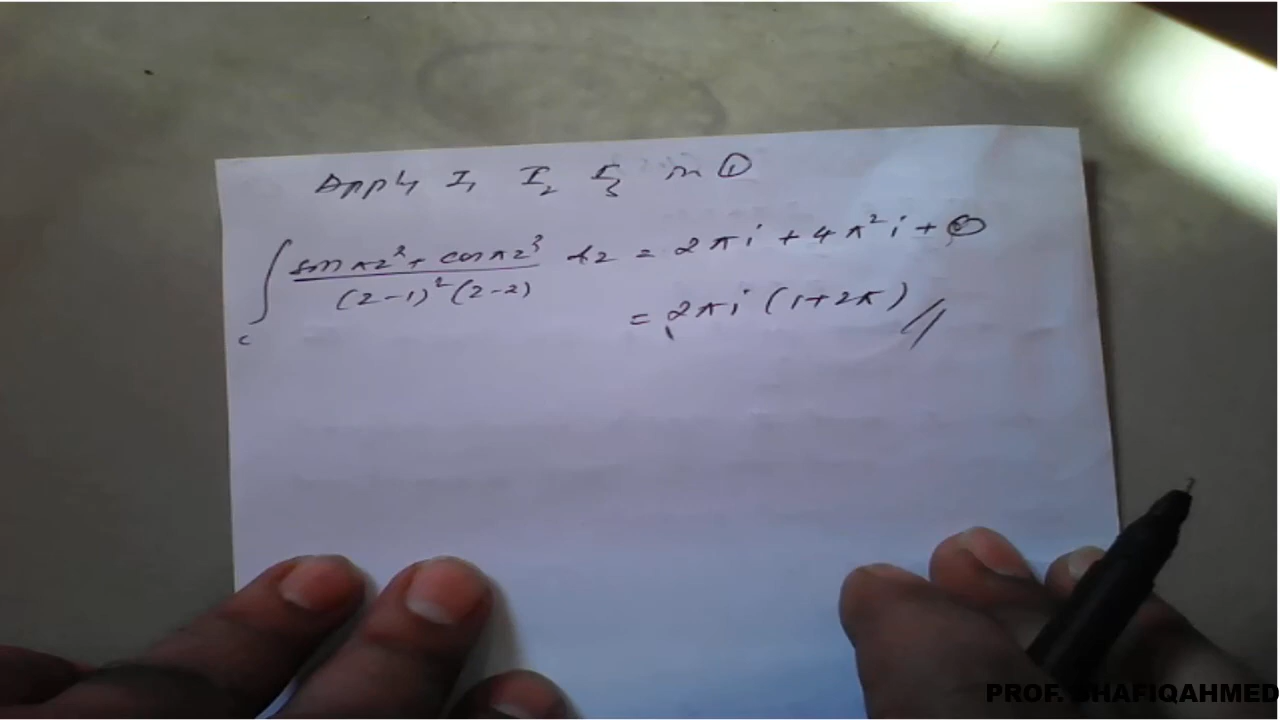 Apply I₁ I₂ I₃ in ①
∫c (sin πz² + cos πz³) / ((z-1)² (z-2)) dz = 2πi + 4π²i + 0
= 2πi (1+2π) //
PROF. SHAFIQAHMED